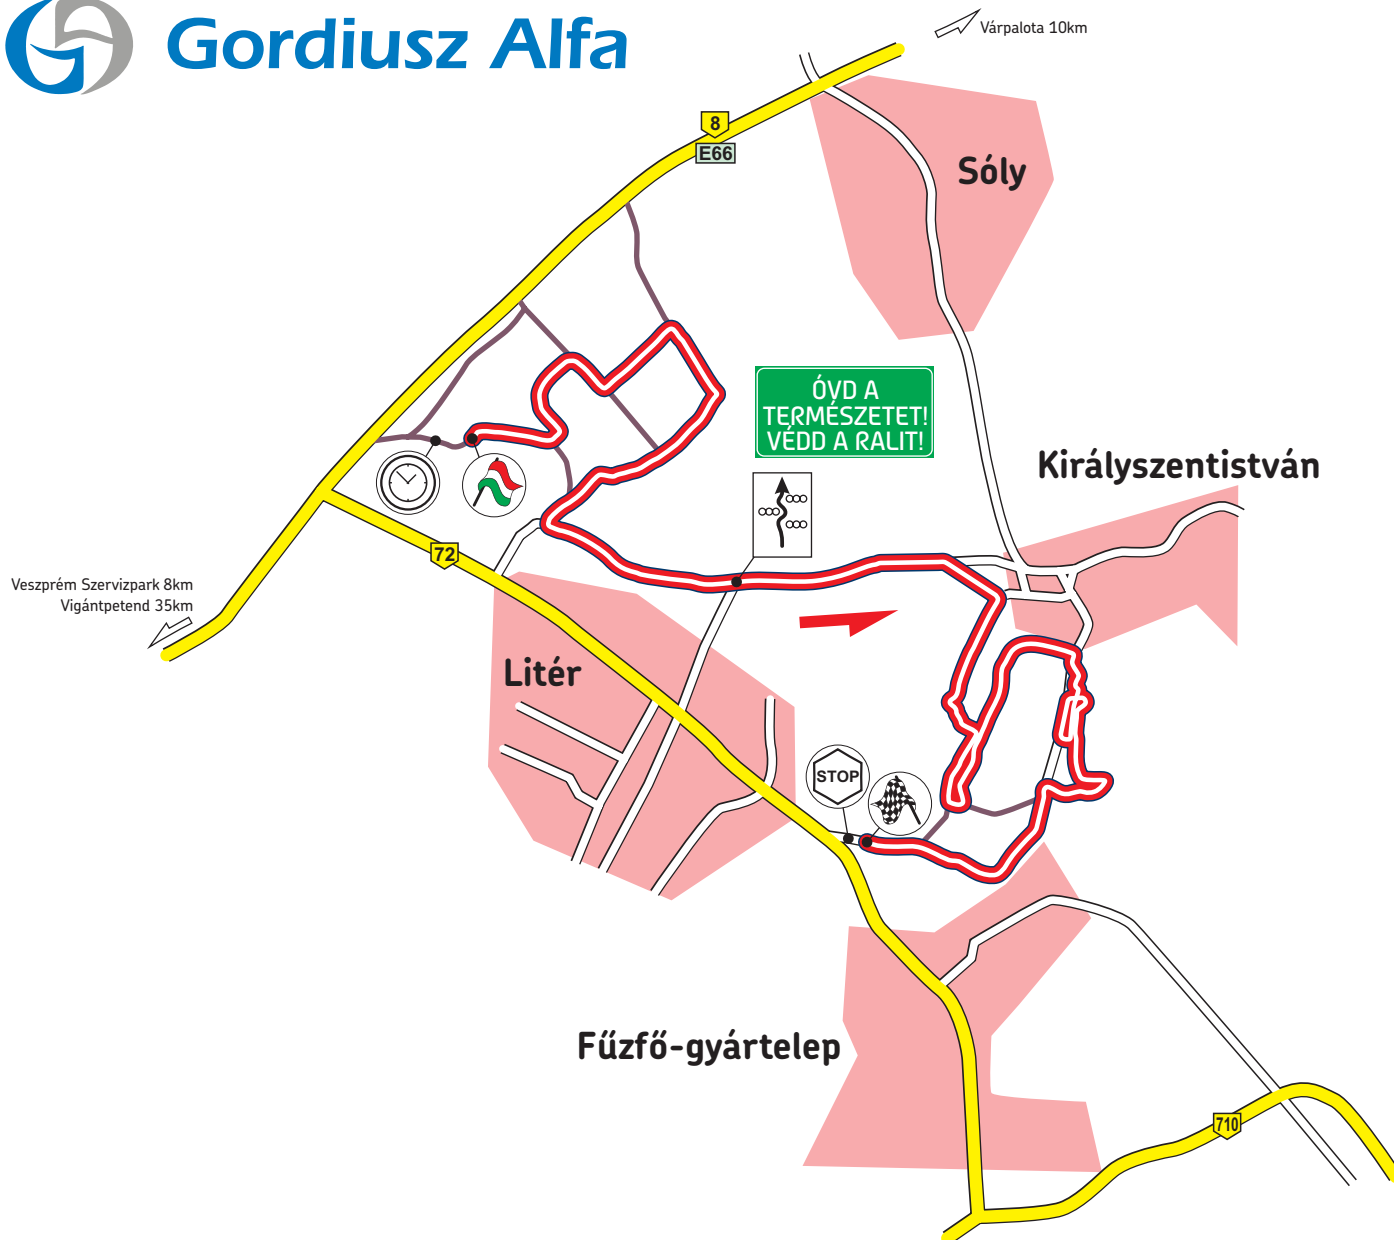 Gordiusz Alfa
Várpalota 10km
8
E66
Sóly
ÓVD A
TERMÉSZETET!
VÉDD A RALIT!
Királyszentistván
72
Veszprém Szervizpark 8km
Vigántpetend 35km
Litér
STOP
Fűzfő-gyártelep
710